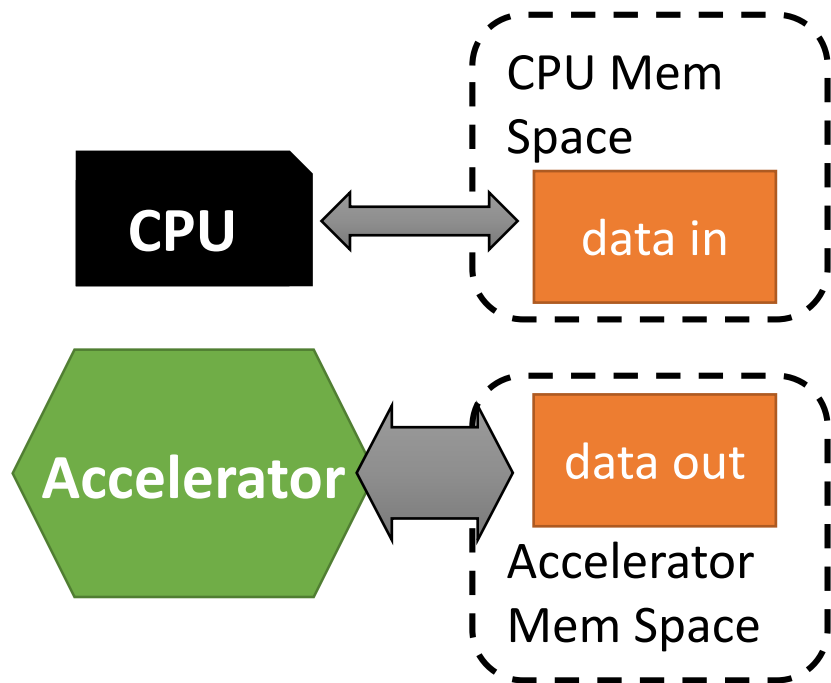 CPU Mem
Space
CPU
data in
Accelerator
data out
Accelerator
Mem Space